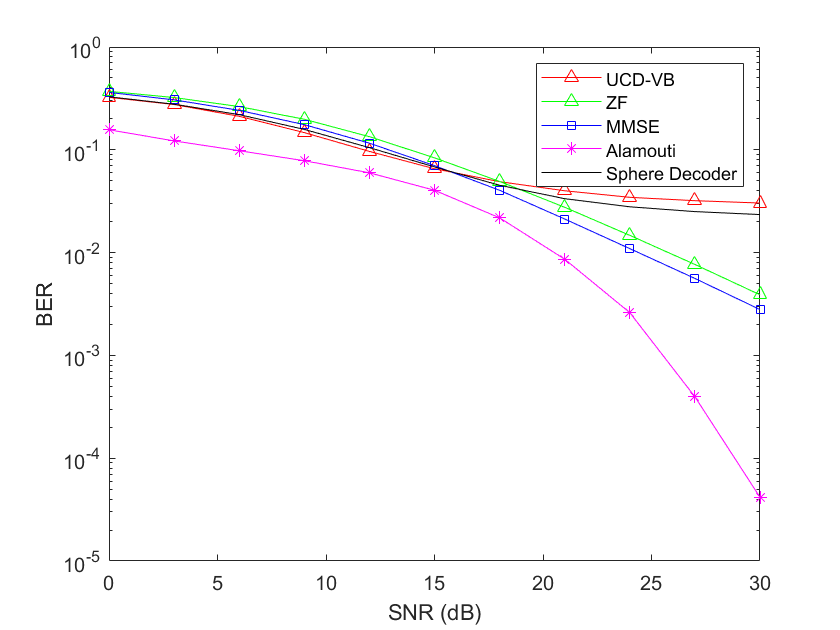 10^0
10^-1
10^-2
10^-3
10^-4
10^-5
BER
0 5 10 15 20 25 30
SNR (dB)
UCD-VB
ZF
MMSE
Alamouti
Sphere Decoder